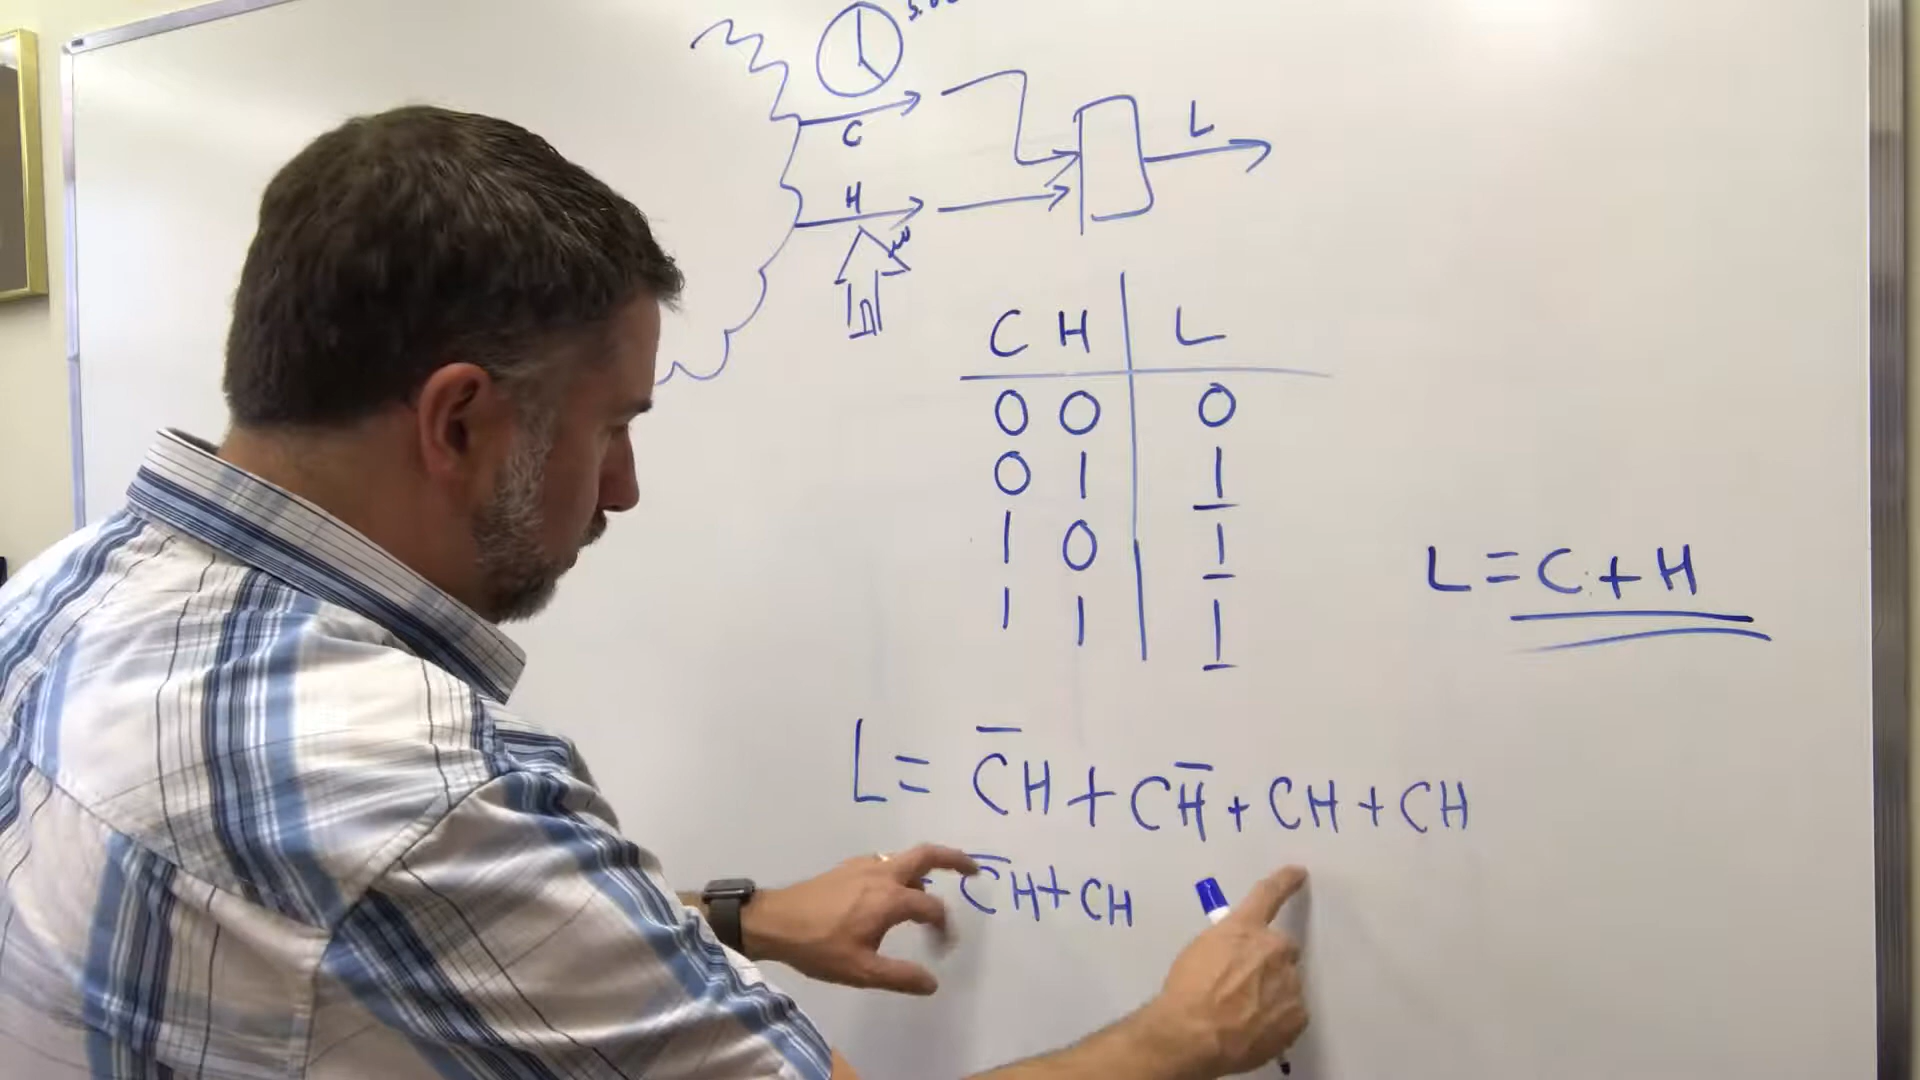 C
L
H
C H L
0 0 0
0 1 1
1 0 1
1 1 1
L = C + H
L = C̅H + CH̅ + CH + CH
C̅H + CH